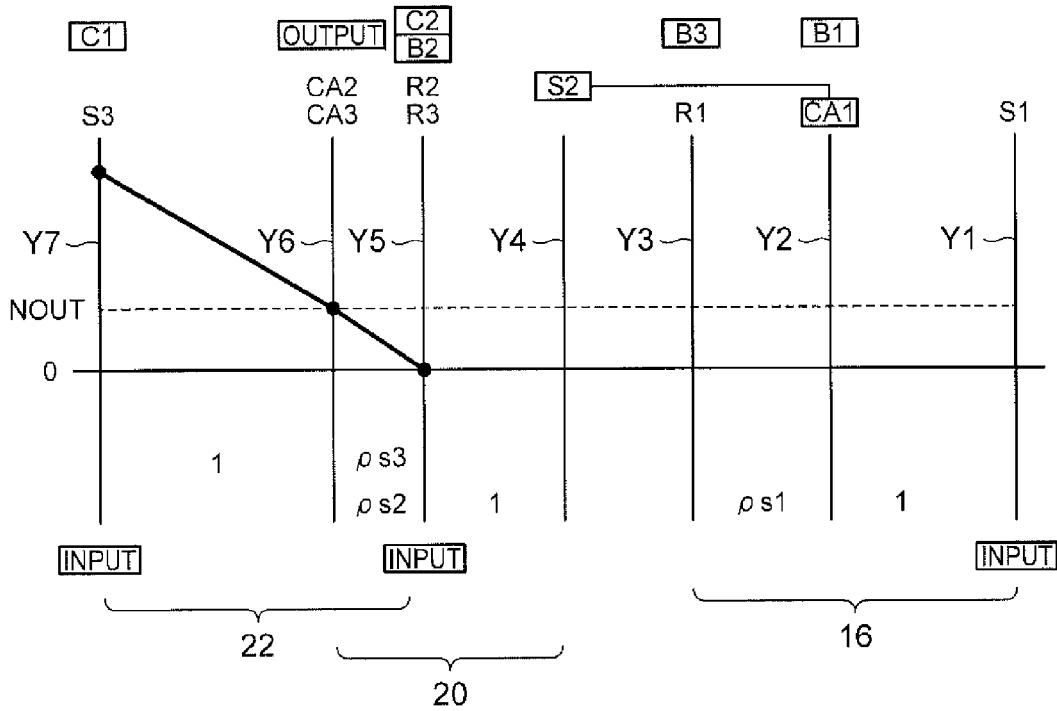 C1 OUTPUT C2 B3 B1
B2
S2
CA2 R2
S3 CA3 R3 R1 CA1 S1
Y7 Y6 Y5 Y4 Y3 Y2 Y1
NOUT
0
1 ρs3
ρs2 1 ρs1 1
INPUT INPUT INPUT
22 16
20